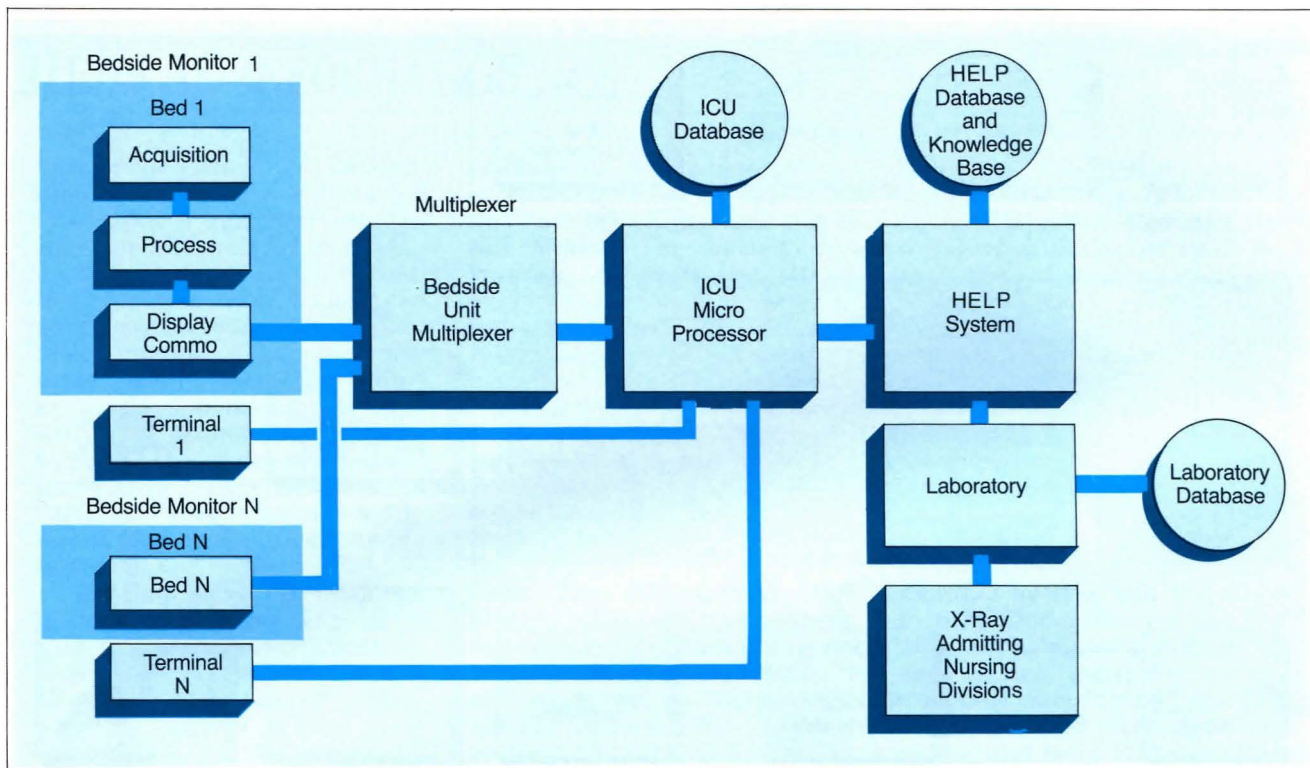 Bedside Monitor 1
Bed 1
Acquisition
Process
Display
Commo
Terminal
1
Bedside Monitor N
Bed N
Bed N
Terminal
N
Multiplexer
Bedside
Unit
Multiplexer
ICU
Database
ICU
Micro
Processor
HELP
Database
and
Knowledge
Base
HELP
System
Laboratory
Laboratory
Database
X-Ray
Admitting
Nursing
Divisions